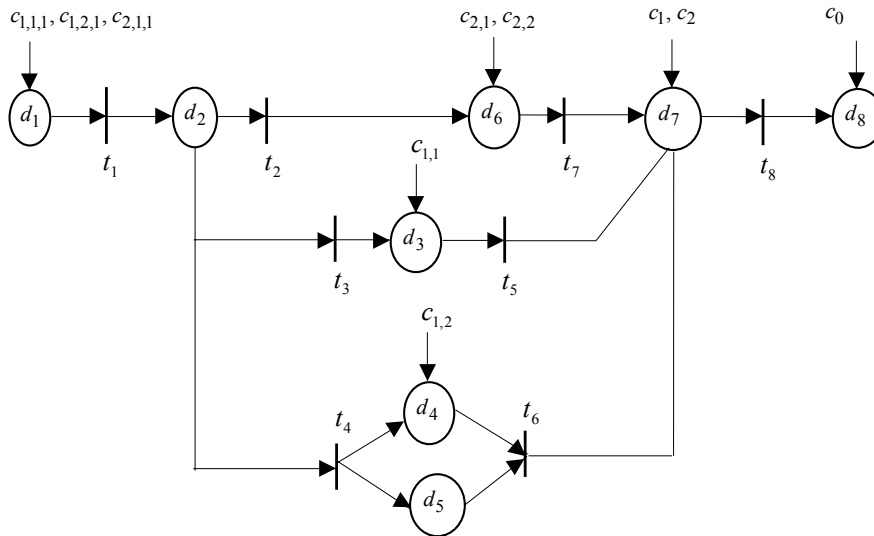 c1,1,1, c1,2,1, c2,1,1
c2,1, c2,2
c1, c2
c0
d1
d2
d6
d7
d8
t1
t2
t7
t8
c1,1
d3
t3
t5
c1,2
d4
t4
t6
d5